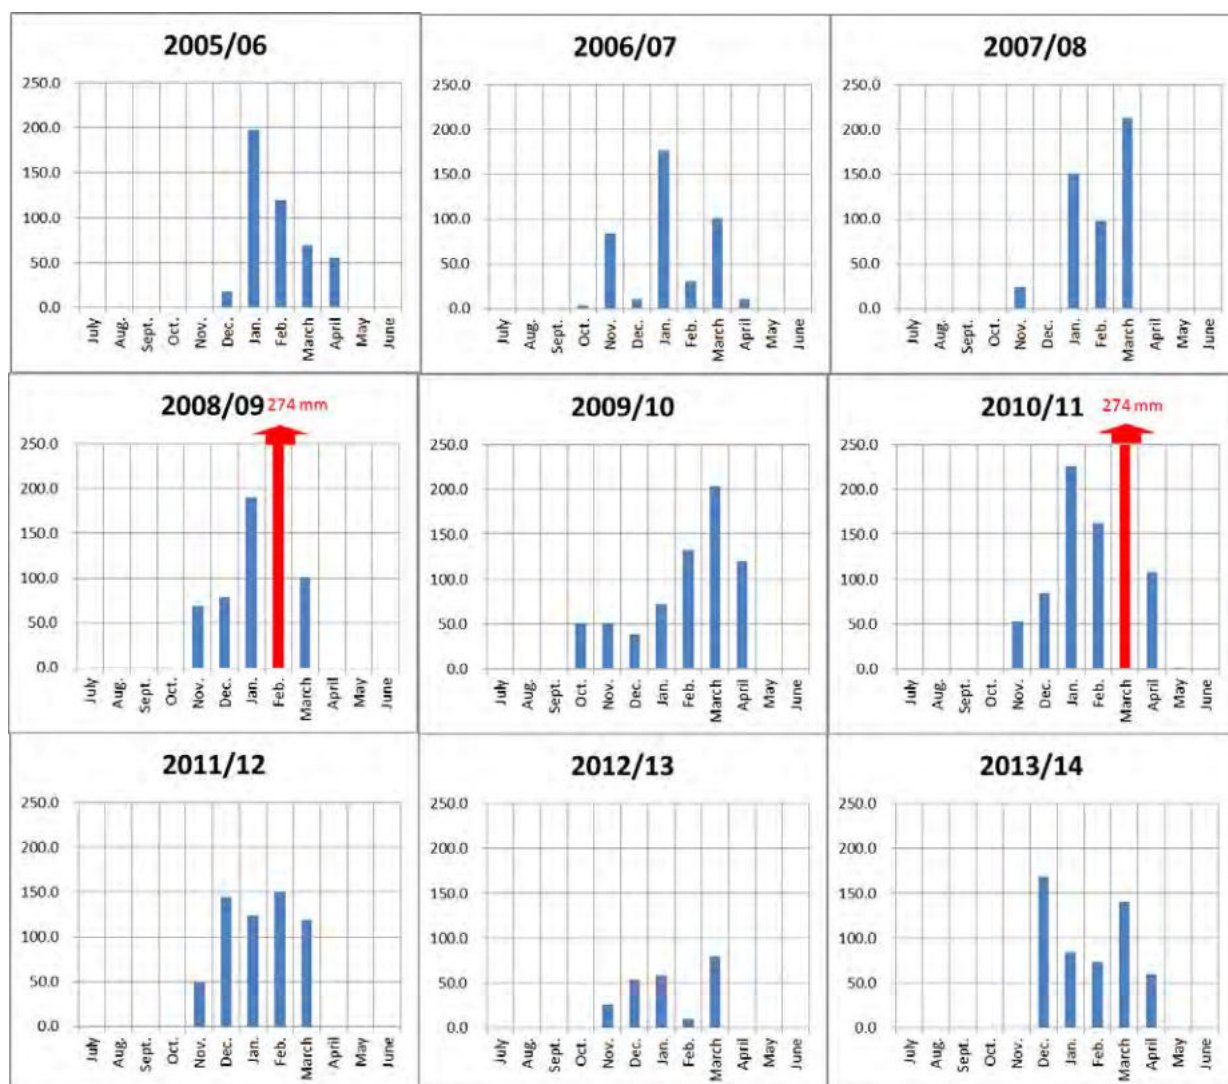 2005/06
250.0
200.0
150.0
100.0
50.0
0.0
July
Aug.
Sept.
Oct.
Nov.
Dec.
Jan.
Feb.
March
April
May
June
2006/07
250.0
200.0
150.0
100.0
50.0
0.0
July
Aug.
Sept.
Oct.
Nov.
Dec.
Jan.
Feb.
March
April
May
June
2007/08
250.0
200.0
150.0
100.0
50.0
0.0
July
Aug.
Sept.
Oct.
Nov.
Dec.
Jan.
Feb.
March
April
May
June
2008/09 274 mm
250.0
200.0
150.0
100.0
50.0
0.0
July
Aug.
Sept.
Oct.
Nov.
Dec.
Jan.
Feb.
March
April
May
June
2009/10
250.0
200.0
150.0
100.0
50.0
0.0
July
Aug.
Sept.
Oct.
Nov.
Dec.
Jan.
Feb.
March
April
May
June
2010/11 274 mm
250.0
200.0
150.0
100.0
50.0
0.0
July
Aug.
Sept.
Oct.
Nov.
Dec.
Jan.
Feb.
March
April
May
June
2011/12
250.0
200.0
150.0
100.0
50.0
0.0
July
Aug.
Sept.
Oct.
Nov.
Dec.
Jan.
Feb.
March
April
May
June
2012/13
250.0
200.0
150.0
100.0
50.0
0.0
July
Aug.
Sept.
Oct.
Nov.
Dec.
Jan.
Feb.
March
April
May
June
2013/14
250.0
200.0
150.0
100.0
50.0
0.0
July
Aug.
Sept.
Oct.
Nov.
Dec.
Jan.
Feb.
March
April
May
June